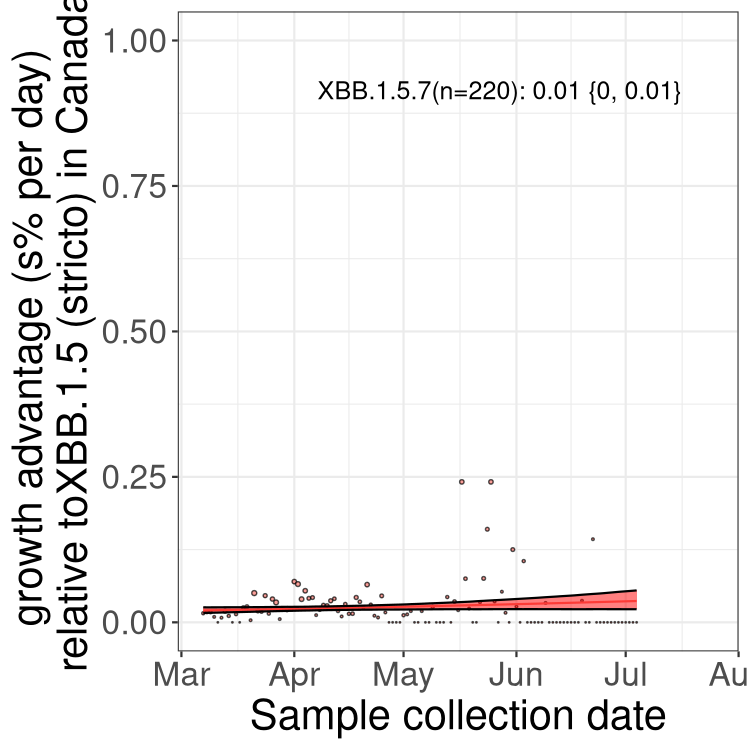 growth advantage (s% per day)
relative toXBB.1.5 (stricto) in Canada
1.00
0.75
0.50
0.25
0.00
XBB.1.5.7(n=220): 0.01 {0, 0.01}
Mar Apr May Jun Jul Au
Sample collection date